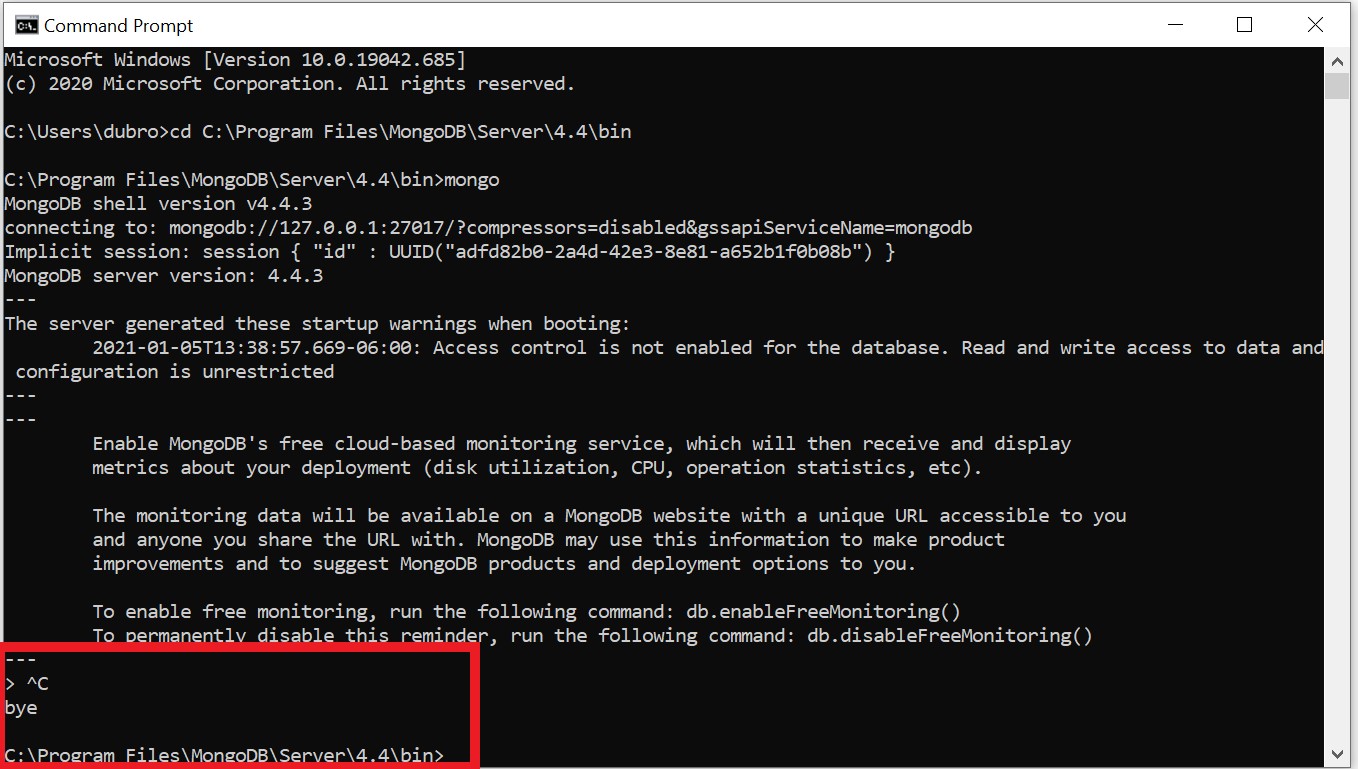 Command Prompt
Microsoft Windows [Version 10.0.19042.685]
(c) 2020 Microsoft Corporation. All rights reserved.
C:\Users\dubro>cd C:\Program Files\MongoDB\Server\4.4\bin
C:\Program Files\MongoDB\Server\4.4\bin>mongo
MongoDB shell version v4.4.3
connecting to: mongodb://127.0.0.1:27017/?compressors=disabled&gssapiServiceName=mongodb
Implicit session: session { "id" : UUID("adfd82b0-2a4d-42e3-8e81-a652b1f0b08b") }
MongoDB server version: 4.4.3
---
The server generated these startup warnings when booting:
        2021-01-05T13:38:57.669-06:00: Access control is not enabled for the database. Read and write access to data and
 configuration is unrestricted
---
---
        Enable MongoDB's free cloud-based monitoring service, which will then receive and display
        metrics about your deployment (disk utilization, CPU, operation statistics, etc).
        The monitoring data will be available on a MongoDB website with a unique URL accessible to you
        and anyone you share the URL with. MongoDB may use this information to make product
        improvements and to suggest MongoDB products and deployment options to you.
        To enable free monitoring, run the following command: db.enableFreeMonitoring()
        To permanently disable this reminder, run the following command: db.disableFreeMonitoring()
---
> ^C
bye
C:\Program Files\MongoDB\Server\4.4\bin>